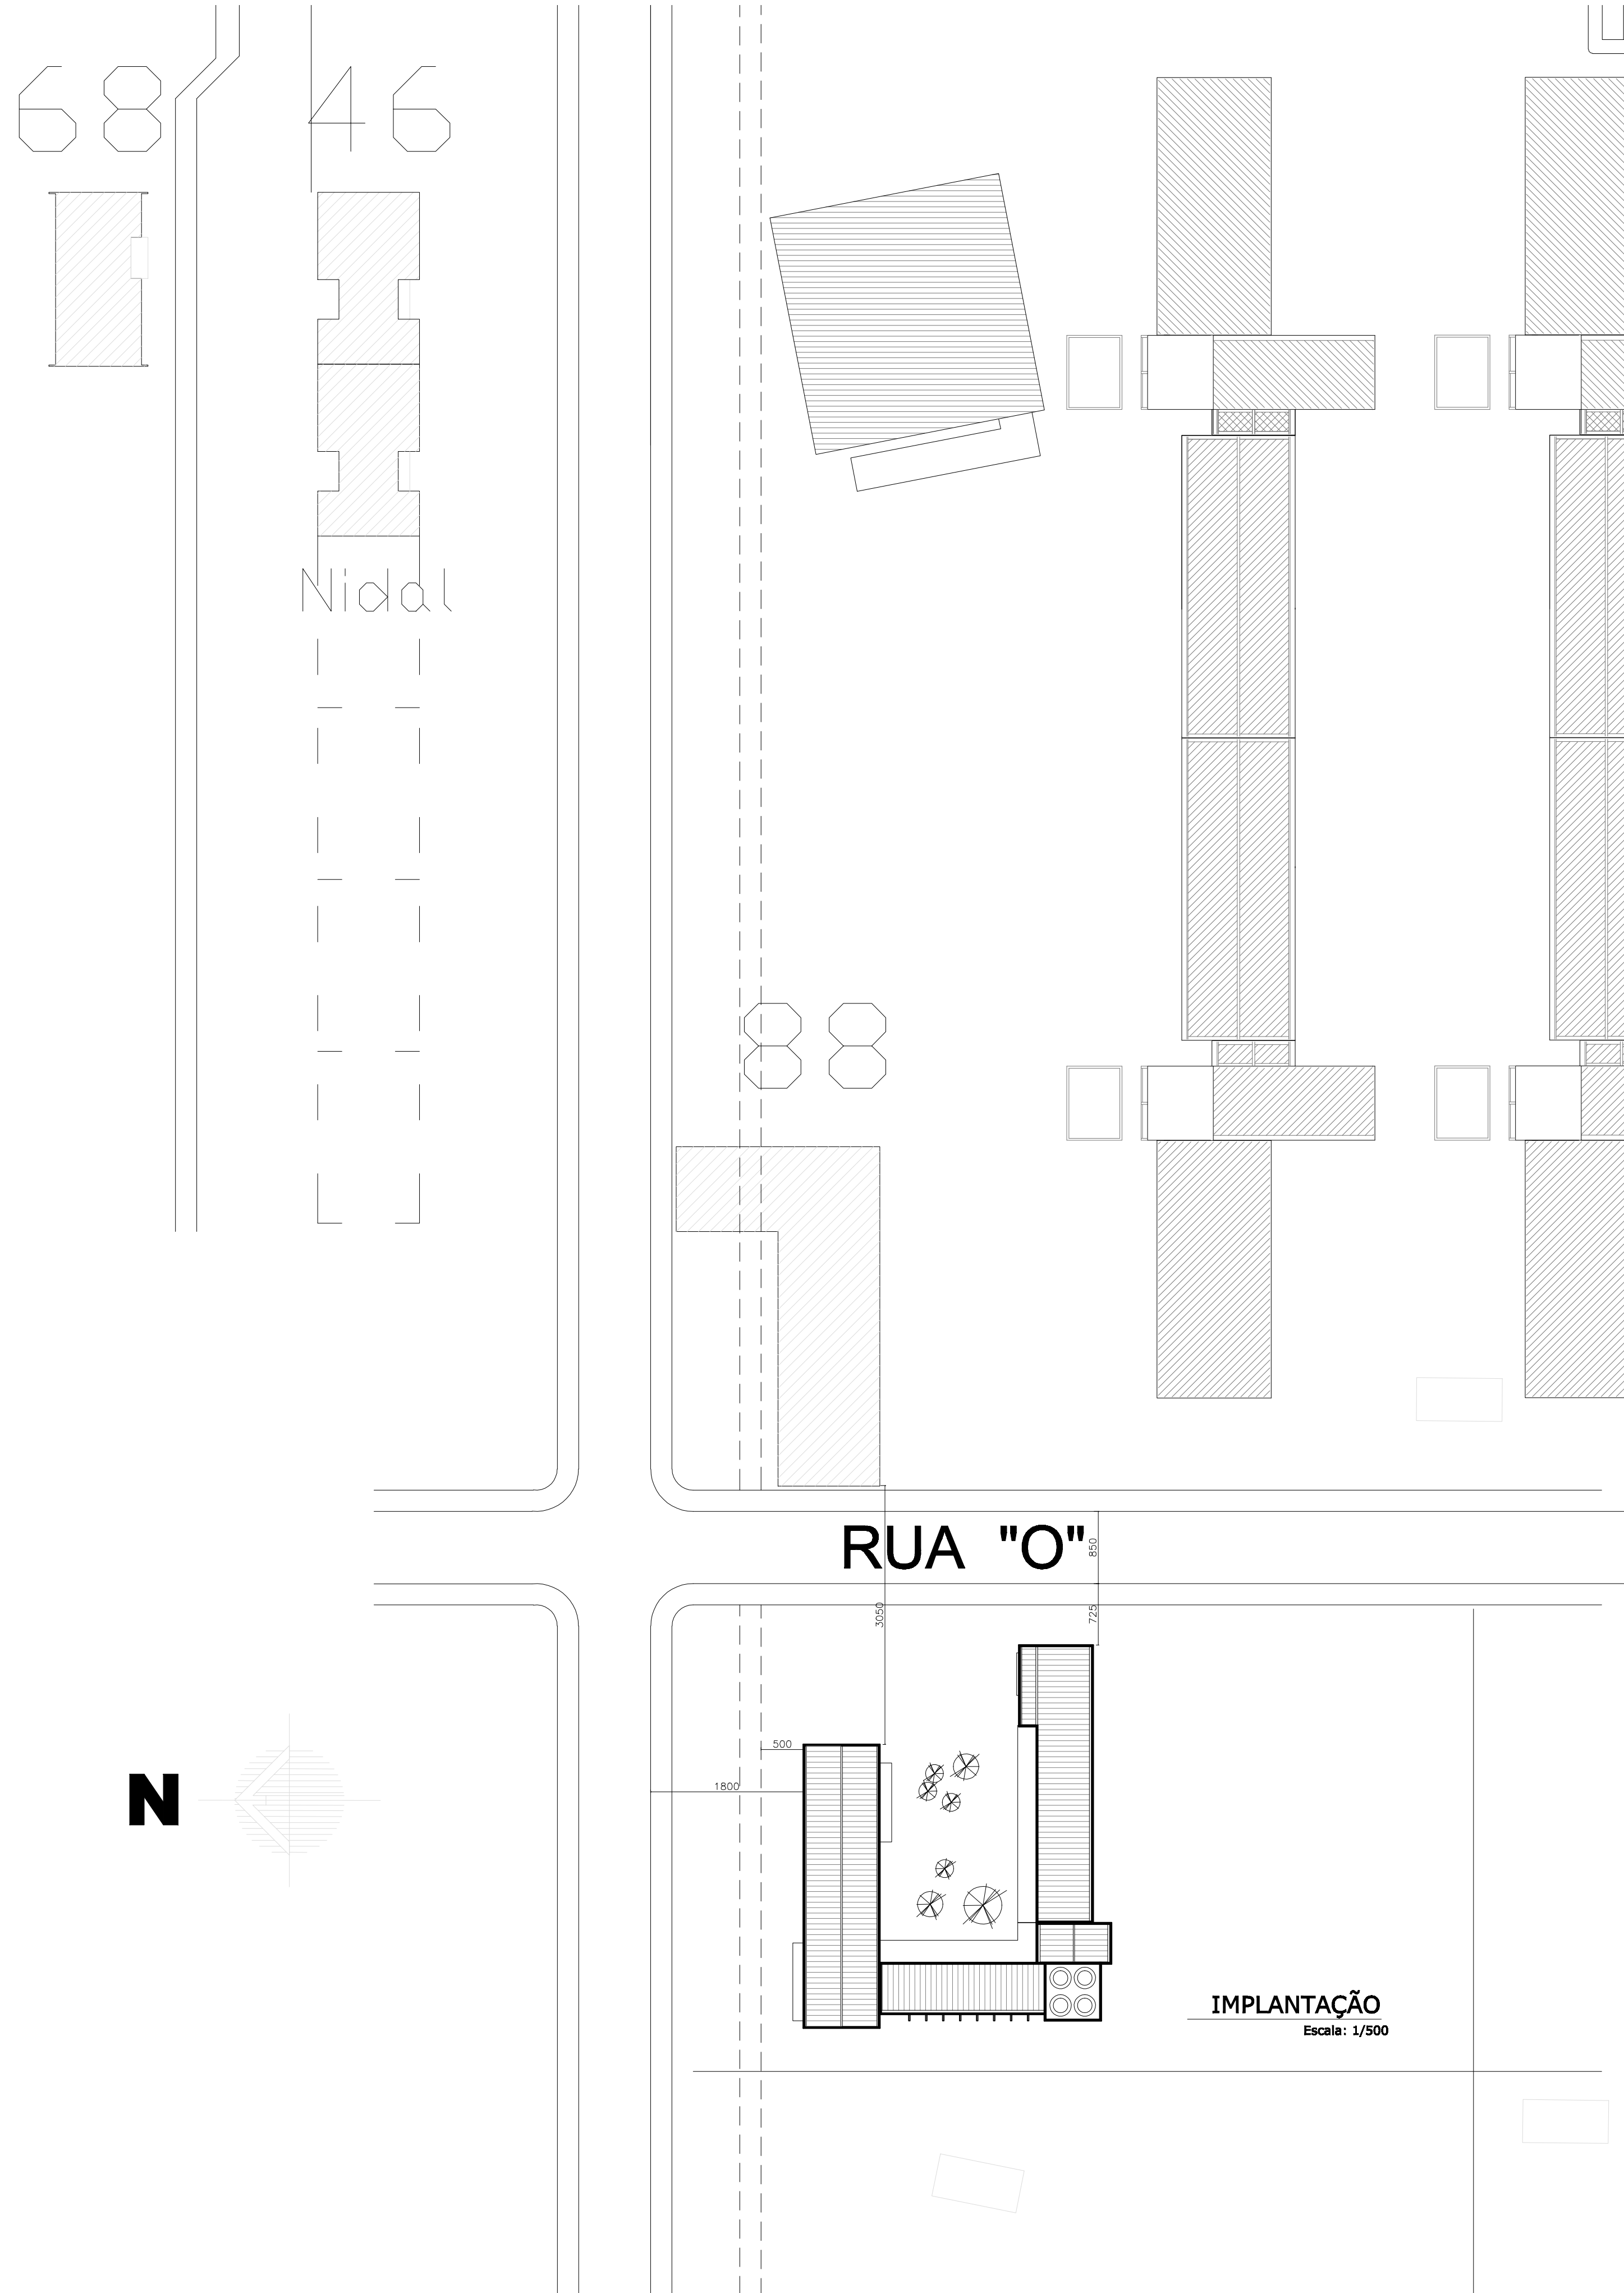 68
46
Nidal
88
RUA "O"
850
3050
725
500
1800
N
IMPLANTAÇÃO
Escala: 1/500